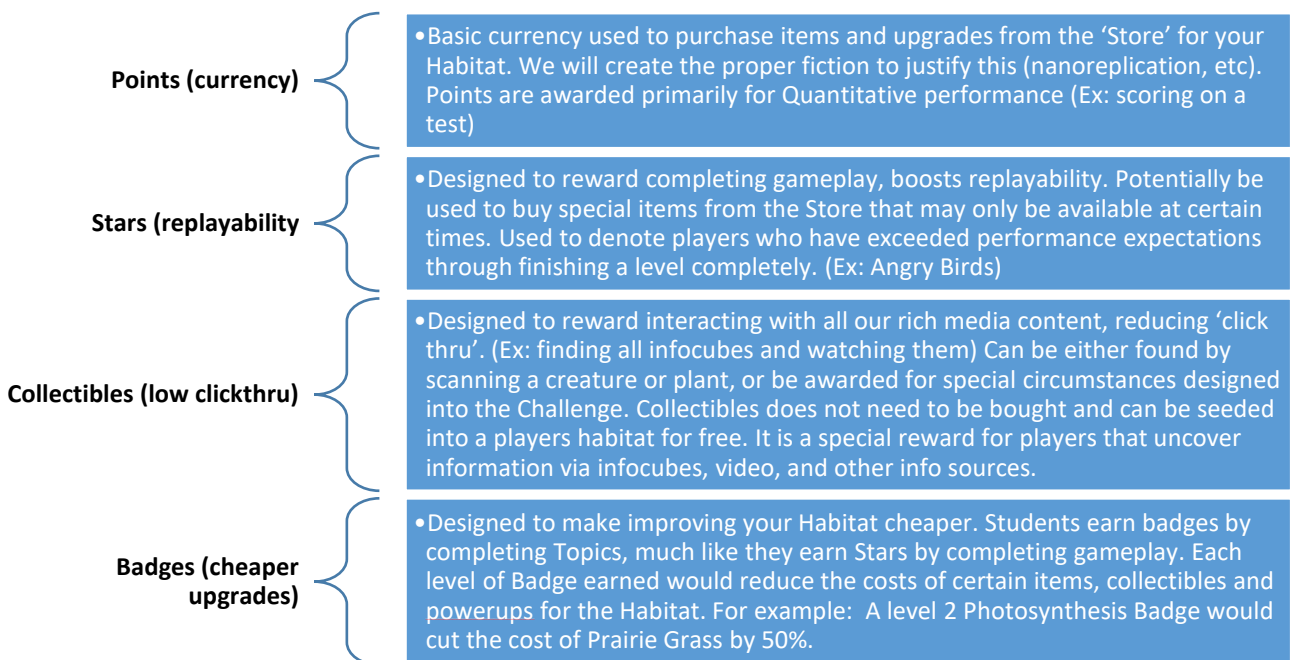 Points (currency)
•Basic currency used to purchase items and upgrades from the ‘Store’ for your
Habitat. We will create the proper fiction to justify this (nanoreplication, etc).
Points are awarded primarily for Quantitative performance (Ex: scoring on a
test)
Stars (replayability
•Designed to reward completing gameplay, boosts replayability. Potentially be
used to buy special items from the Store that may only be available at certain
times. Used to denote players who have exceeded performance expectations
through finishing a level completely. (Ex: Angry Birds)
Collectibles (low clickthru)
•Designed to reward interacting with all our rich media content, reducing ‘click
thru’. (Ex: finding all infocubes and watching them) Can be either found by
scanning a creature or plant, or be awarded for special circumstances designed
into the Challenge. Collectibles does not need to be bought and can be seeded
into a players habitat for free. It is a special reward for players that uncover
information via infocubes, video, and other info sources.
Badges (cheaper
upgrades)
•Designed to make improving your Habitat cheaper. Students earn badges by
completing Topics, much like they earn Stars by completing gameplay. Each
level of Badge earned would reduce the costs of certain items, collectibles and
powerups for the Habitat. For example:  A level 2 Photosynthesis Badge would
cut the cost of Prairie Grass by 50%.